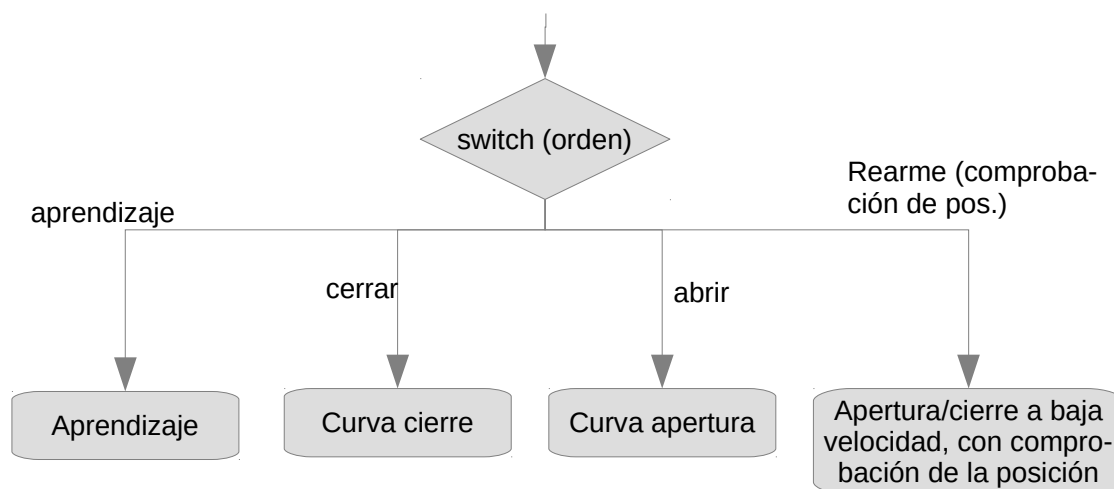 switch (orden)
Rearme (comproba-
ción de pos.)
aprendizaje
cerrar
abrir
Aprendizaje
Curva cierre
Curva apertura
Apertura/cierre a baja
velocidad, con compro-
bación de la posición